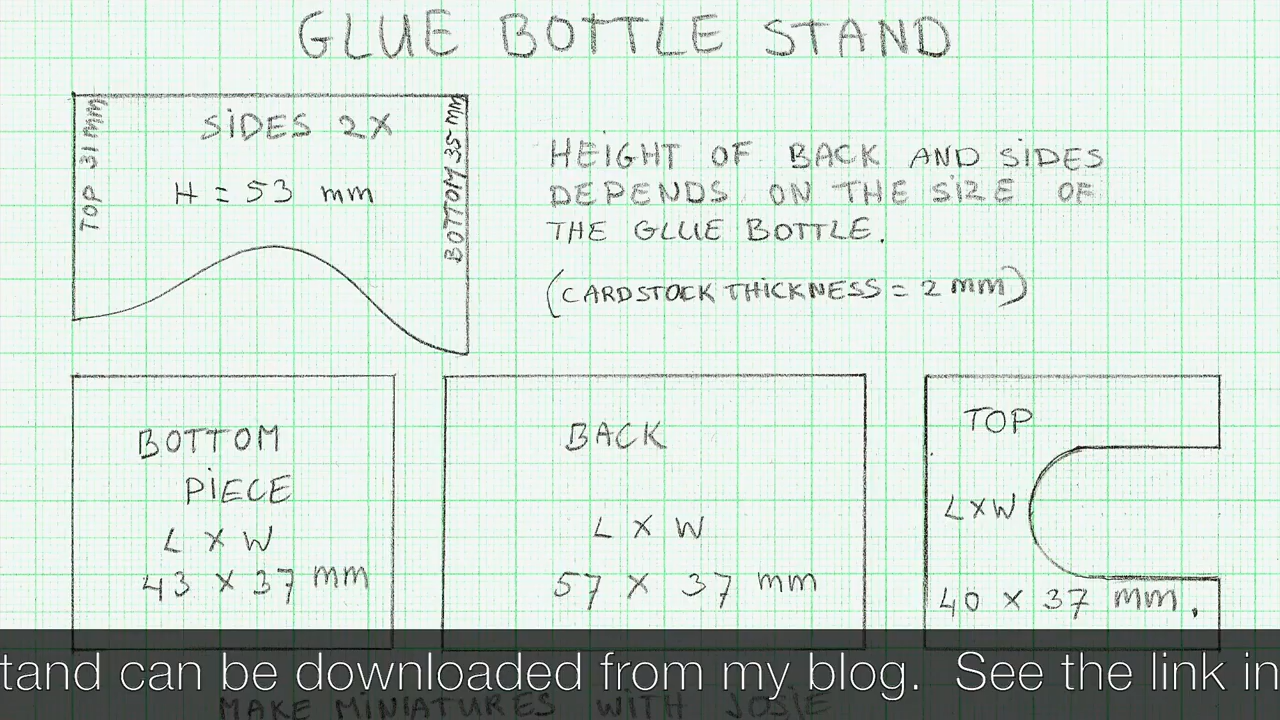 GLUE BOTTLE STAND
TOP 31 mm
SiDES 2X
H = 53 mm
BOTTOM 35 mm
HEIGHT OF BACK AND SiDES
DEPENDS ON THE SiZE OF
THE GLUE BOTTLE.
(CARDSTOCK THiCKNESS = 2 mm)
BOTTOM
PiECE
L X W
43 X 37 mm
BACK
L X W
57 X 37 mm
TOP
L X W
40 X 37 mm.
tand can be downloaded from my blog.  See the link in
MAKE MiNiATURES WiTH JOSiE